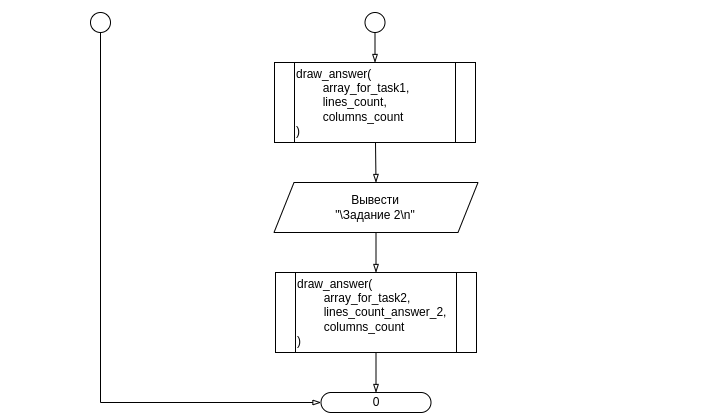 draw_answer(
array_for_task1,
lines_count,
columns_count
)
Вывести
"\Задание 2\n"
draw_answer(
array_for_task2,
lines_count_answer_2,
columns_count
)
0